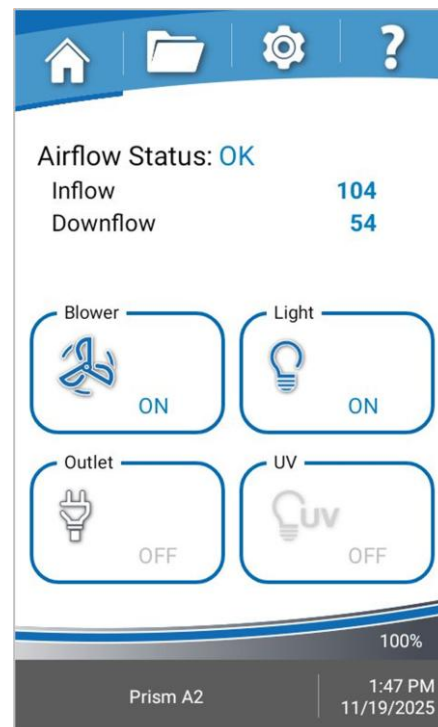 ?
Airflow Status: OK
Inflow 104
Downflow 54
Blower
ON
Light
ON
Outlet
OFF
UV
UV
OFF
100%
Prism A2
1:47 PM
11/19/2025